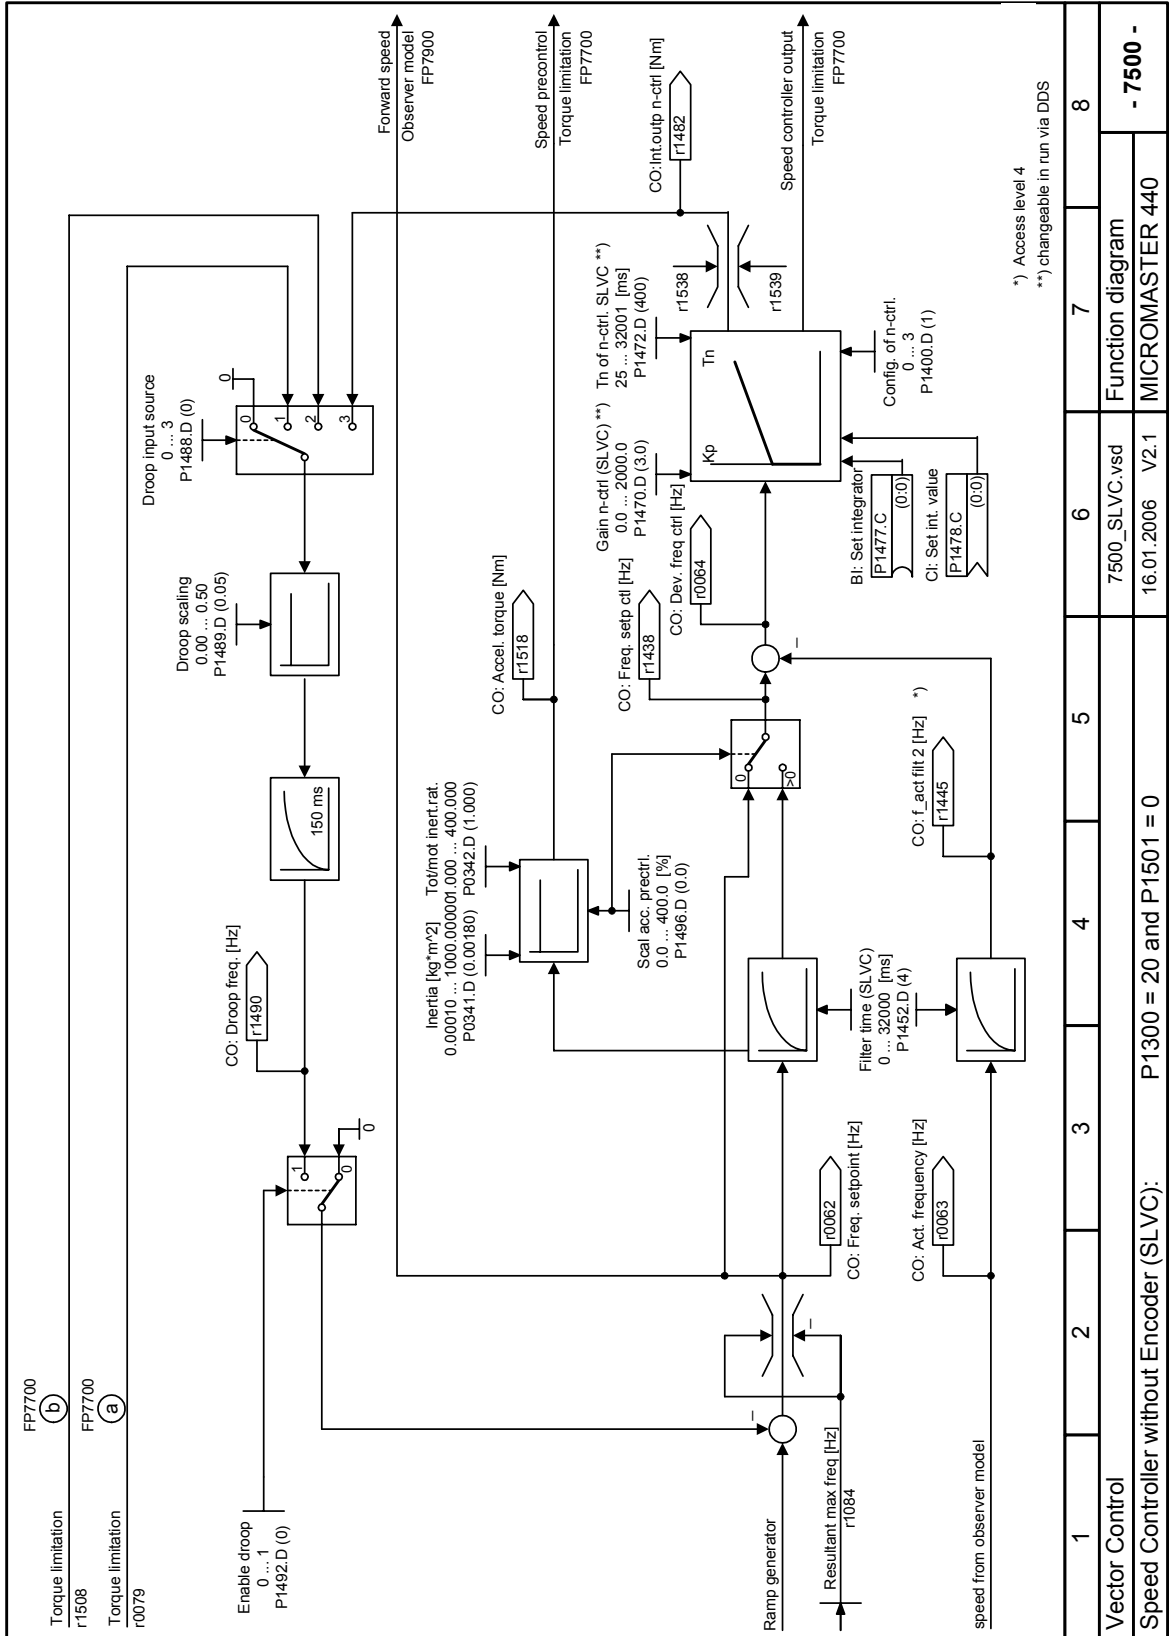 FP7700
b
Torque limitation
r1508
FP7700
a
Torque limitation
r0079
Enable droop
0 ... 1
P1492.D (0)
1
0
0
CO: Droop freq. [Hz]
r1490
150 ms
Droop scaling
0.00 ... 0.50
P1489.D (0.05)
Droop input source
0 ... 3
P1488.D (0)
0
0
1
2
3
Forward speed
Observer model
FP7900
Speed precontrol
Torque limitation
FP7700
Inertia [kg*m^2]
0.00010 ... 1000.00000
P0341.D (0.00180)
Tot/mot inert.rat.
1.000 ... 400.000
P0342.D (1.000)
CO: Accel. torque [Nm]
r1518
Scal acc. prectrl.
0.0 ... 400.0 [%]
P1496.D (0.0)
CO: Freq. setp ctl [Hz]
r1438
CO: Dev. freq ctrl [Hz]
r0064
Gain n-ctrl (SLVC) **)
0.0 ... 2000.0
P1470.D (3.0)
Tn of n-ctrl. SLVC **)
25 ... 32001 [ms]
P1472.D (400)
Kp
Tn
r1538
r1539
CO:Int.outp n-ctrl [Nm]
r1482
Speed controller output
Torque limitation
FP7700
Ramp generator
–
–
Resultant max freq [Hz]
r1084
r0062
CO: Freq. setpoint [Hz]
0
>0
–
Filter time (SLVC)
0 ... 32000 [ms]
P1452.D (4)
CO: Act. frequency [Hz]
r0063
CO: f_act filt 2 [Hz] *)
r1445
BI: Set integrator
P1477.C
(0:0)
CI: Set int. value
P1478.C
(0:0)
Config. of n-ctrl.
0 ... 3
P1400.D (1)
speed from observer model
*) Access level 4
**) changeable in run via DDS
1 2 3 4 5 6 7 8
Vector Control
7500_SLVC.vsd
Function diagram
- 7500 -
Speed Controller without Encoder (SLVC): P1300 = 20 and P1501 = 0
16.01.2006 V2.1
MICROMASTER 440